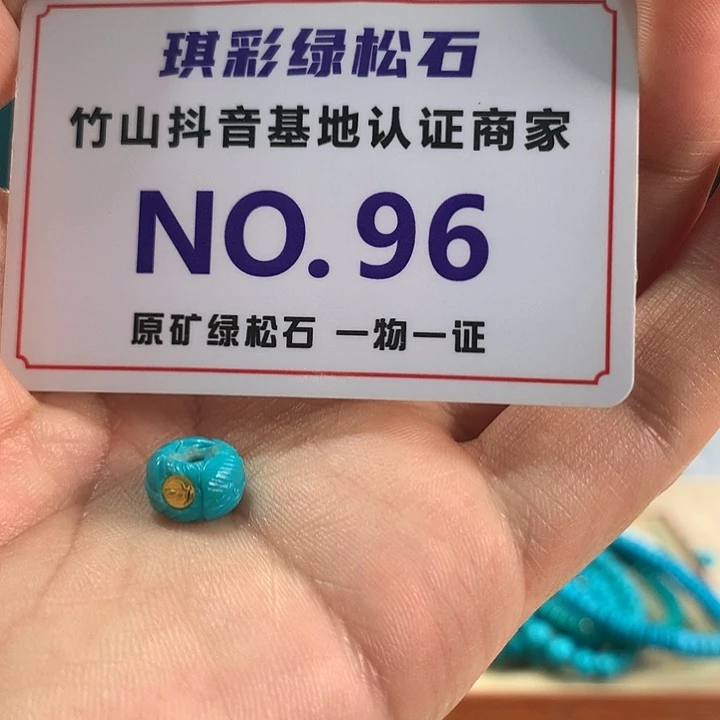 琪彩绿松石
竹山抖音基地认证商家
NO. 96
原矿绿松石 一物一证